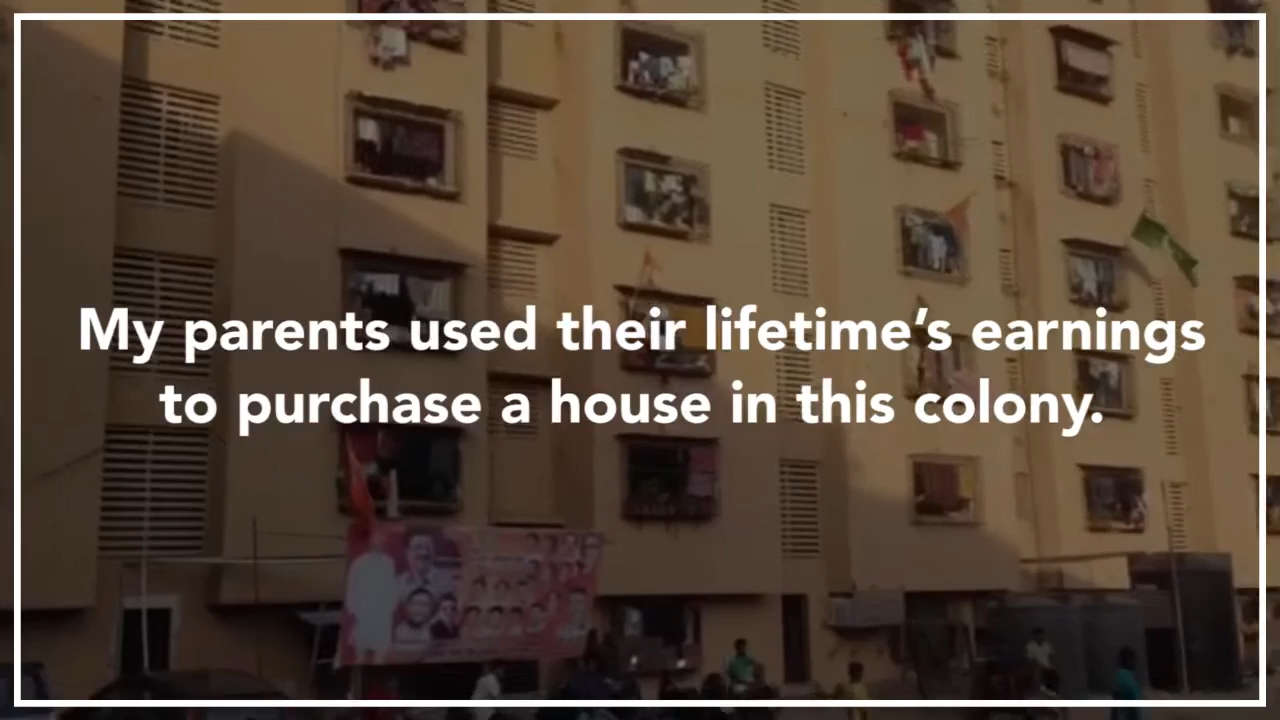 My parents used their lifetime’s earnings
to purchase a house in this colony.